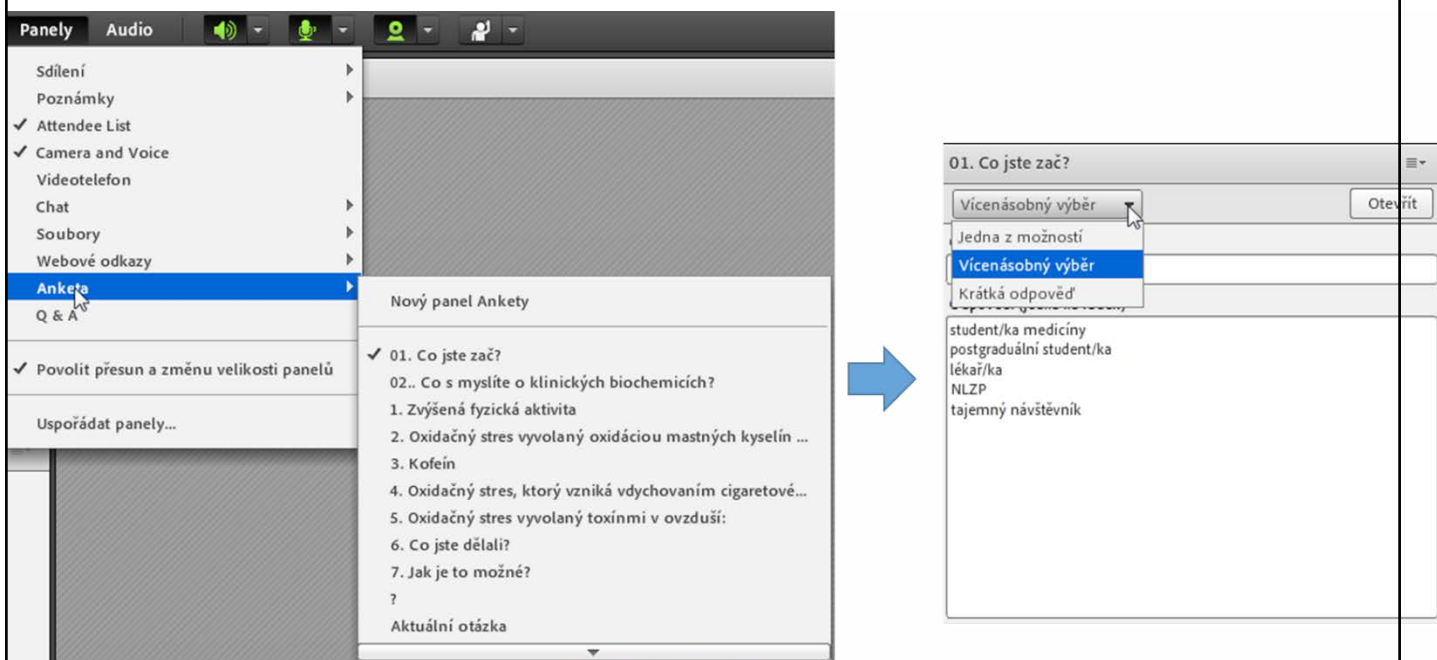 Panely Audio
Sdílení
Poznámky
Attendee List
Camera and Voice
Videotelefon
Chat
Soubory
Webové odkazy
Anketa
Q & A
Povolit přesun a změnu velikosti panelů
Uspořádat panely...
Nový panel Ankety
01. Co jste zač?
02.. Co s myslíte o klinických biochemicích?
1. Zvýšená fyzická aktivita
2. Oxidačný stres vyvolaný oxidáciou mastných kyselín ...
3. Kofeín
4. Oxidačný stres, ktorý vzniká vdychovaním cigaretové...
5. Oxidačný stres vyvolaný toxínmi v ovzduší:
6. Co jste dělali?
7. Jak je to možné?
?
Aktuální otázka
01. Co jste zač?
Vícenásobný výběr
Otevřít
Jedna z možností
Vícenásobný výběr
Krátká odpověď
student/ka medicíny
postgraduální student/ka
lékař/ka
NLZP
tajemný návštěvník